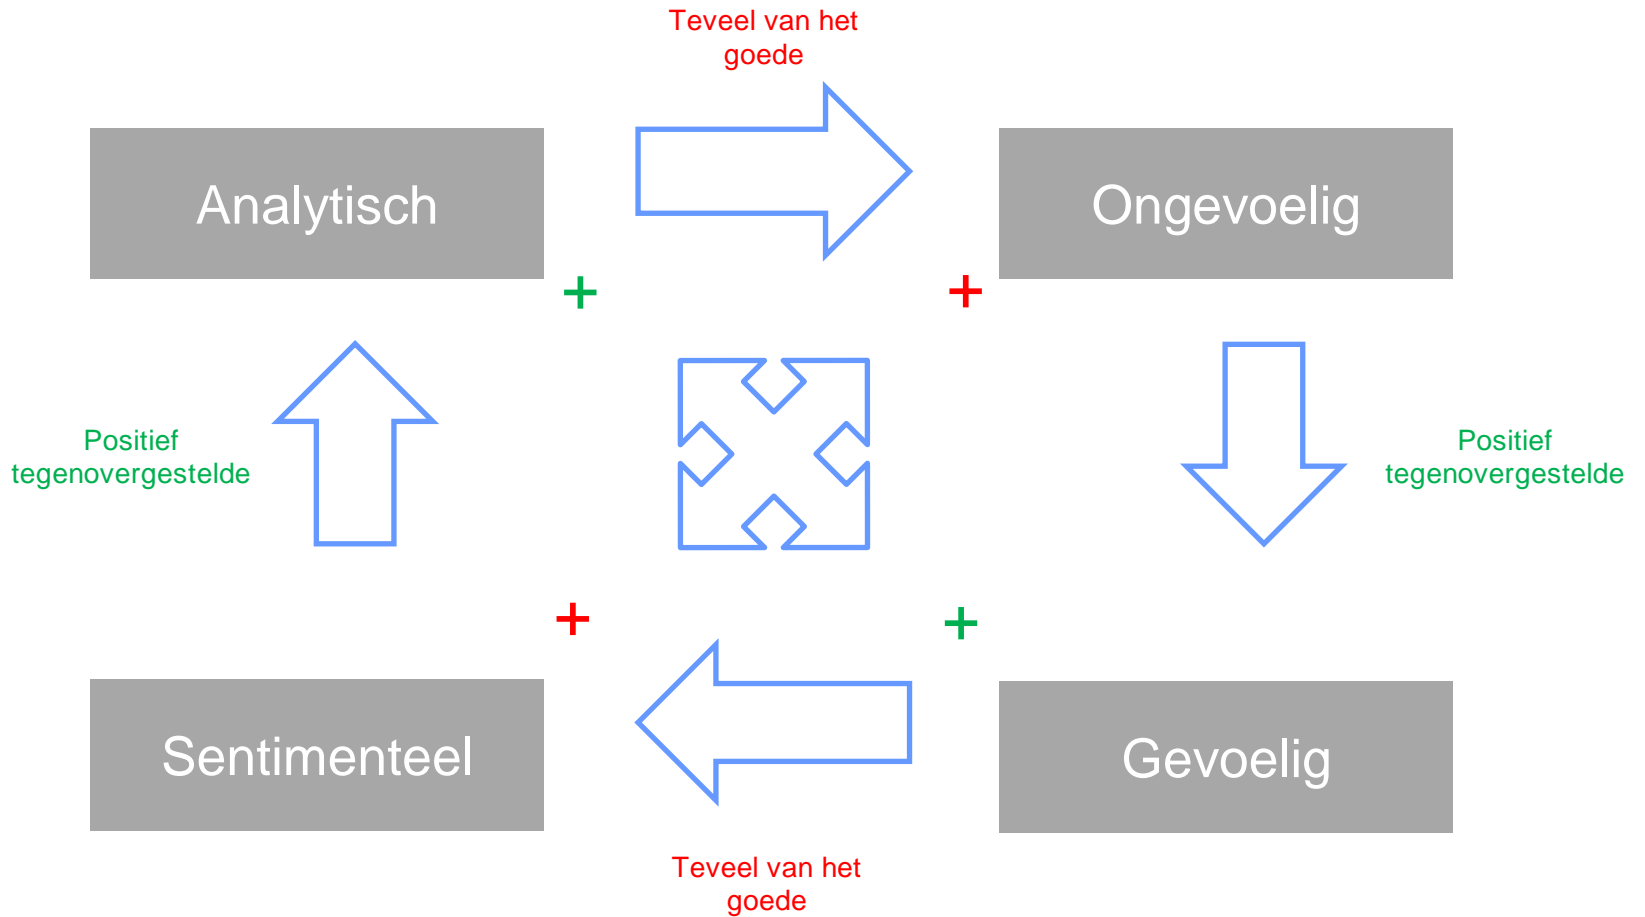 Teveel van het
goede
Analytisch
Ongevoelig
+
+
Positief
tegenovergestelde
Positief
tegenovergestelde
+
+
Sentimenteel
Gevoelig
Teveel van het
goede